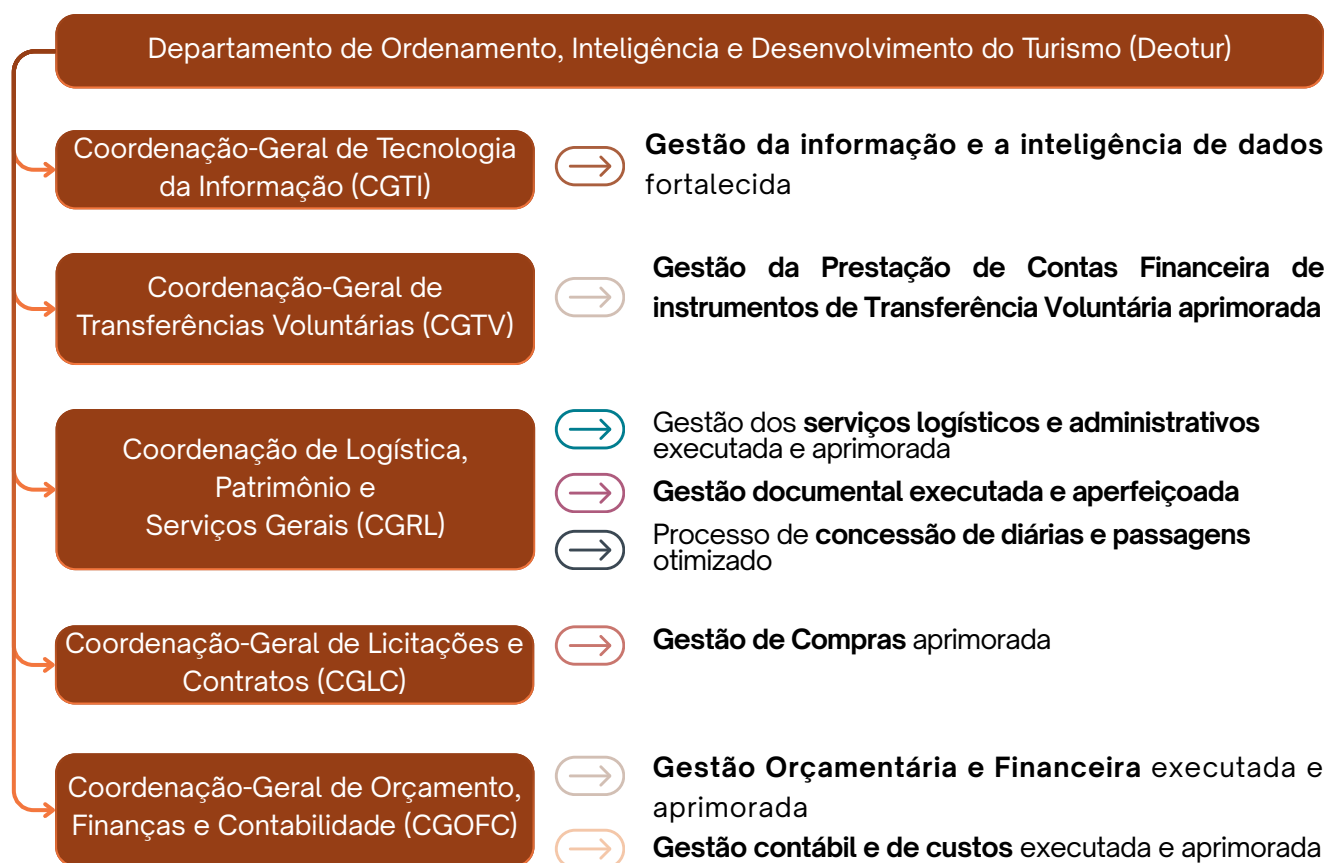 Departamento de Ordenamento, Inteligência e Desenvolvimento do Turismo (Deotur)
Coordenação-Geral de Tecnologia
da Informação (CGTI)
Gestão da informação e a inteligência de dados
fortalecida
Coordenação-Geral de
Transferências Voluntárias (CGTV)
Gestão da Prestação de Contas Financeira de
instrumentos de Transferência Voluntária aprimorada
Coordenação de Logística,
Patrimônio e
Serviços Gerais (CGRL)
Gestão dos serviços logísticos e administrativos
executada e aprimorada
Gestão documental executada e aperfeiçoada
Processo de concessão de diárias e passagens
otimizado
Coordenação-Geral de Licitações e
Contratos (CGLC)
Gestão de Compras aprimorada
Coordenação-Geral de Orçamento,
Finanças e Contabilidade (CGOFC)
Gestão Orçamentária e Financeira executada e
aprimorada
Gestão contábil e de custos executada e aprimorada